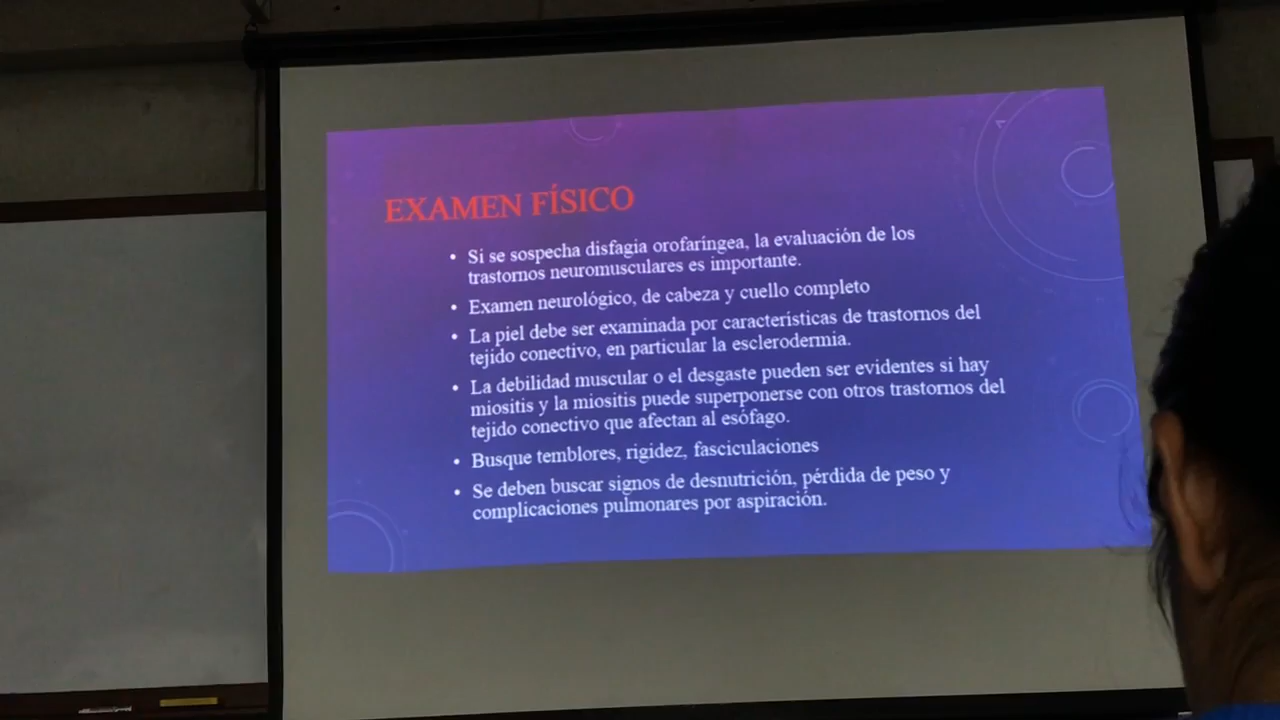 EXAMEN FÍSICO
• Si se sospecha disfagia orofaríngea, la evaluación de los
trastornos neuromusculares es importante.
• Examen neurológico, de cabeza y cuello completo
• La piel debe ser examinada por características de trastornos del
tejido conectivo, en particular la esclerodermia.
• La debilidad muscular o el desgaste pueden ser evidentes si hay
miositis y la miositis puede superponerse con otros trastornos del
tejido conectivo que afectan al esófago.
• Busque temblores, rigidez, fasciculaciones
• Se deben buscar signos de desnutrición, pérdida de peso y
complicaciones pulmonares por aspiración.